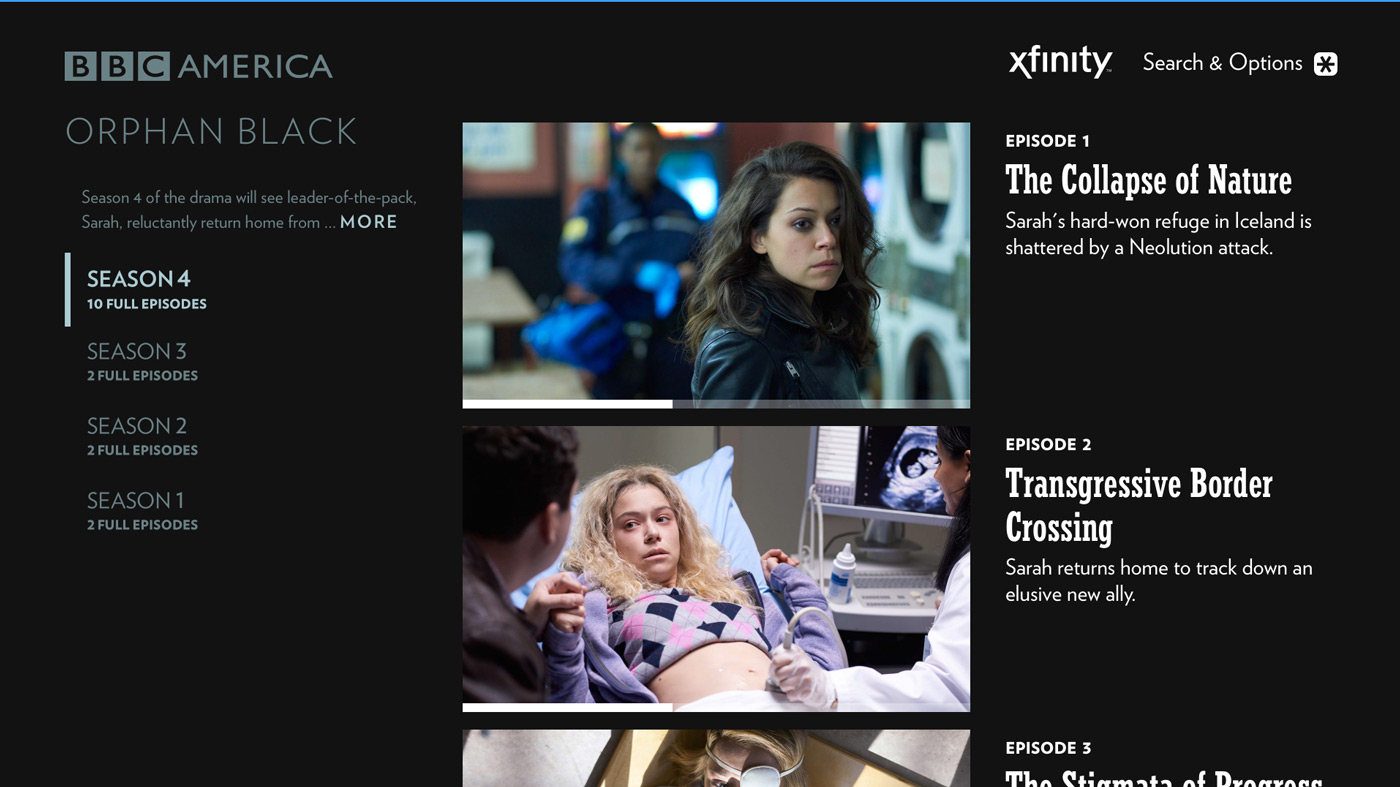 BBC AMERICA
xfinity
Search & Options
ORPHAN BLACK
Season 4 of the drama will see leader-of-the-pack,
Sarah, reluctantly return home from ... MORE
SEASON 4
10 FULL EPISODES
SEASON 3
2 FULL EPISODES
SEASON 2
2 FULL EPISODES
SEASON 1
2 FULL EPISODES
EPISODE 1
The Collapse of Nature
Sarah's hard-won refuge in Iceland is
shattered by a Neolution attack.
EPISODE 2
Transgressive Border
Crossing
Sarah returns home to track down an
elusive new ally.
EPISODE 3
The Stigmata of Progress